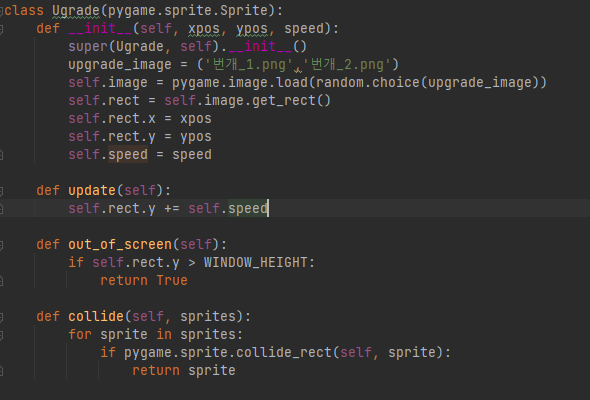 class Ugrade(pygame.sprite.Sprite):
    def __init__(self, xpos, ypos, speed):
        super(Ugrade, self).__init__()
        upgrade_image = ('번개_1.png','번개_2.png')
        self.image = pygame.image.load(random.choice(upgrade_image))
        self.rect = self.image.get_rect()
        self.rect.x = xpos
        self.rect.y = ypos
        self.speed = speed
    def update(self):
        self.rect.y += self.speed
    def out_of_screen(self):
        if self.rect.y > WINDOW_HEIGHT:
            return True
    def collide(self, sprites):
        for sprite in sprites:
            if pygame.sprite.collide_rect(self, sprite):
                return sprite